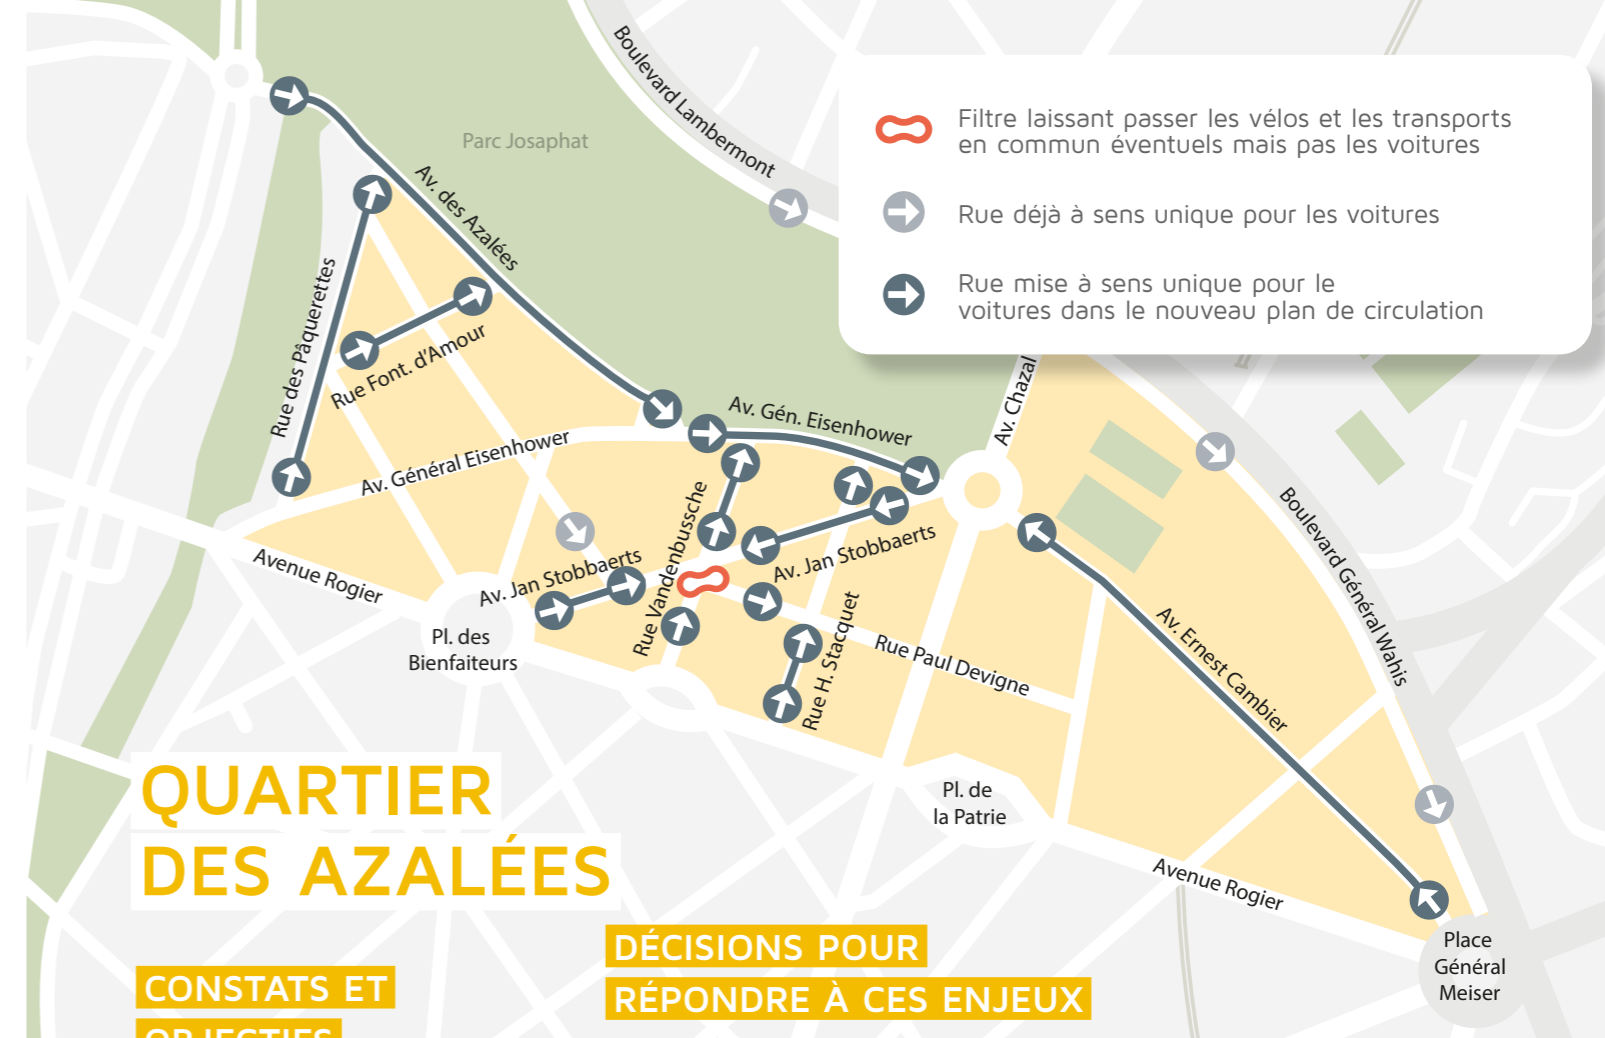 Boulevard Lambermont
Parc Josaphat
Filtre laissant passer les vélos et les transports
en commun éventuels mais pas les voitures
Rue déjà à sens unique pour les voitures
Rue mise à sens unique pour le
voitures dans le nouveau plan de circulation
Av. des Azalées
Rue des Pâquerettes
Rue Font. d'Amour
Av. Gén. Eisenhower
Av. Chazal
Av. Général Eisenhower
Boulevard Général Wahis
Avenue Rogier
Av. Jan Stobbaerts
Rue Vandenbussche
Av. Jan Stobbaerts
Pl. des
Bienfaiteurs
Rue H. Stacquet
Rue Paul Devigne
Av. Ernest Cambier
Pl. de
la Patrie
Avenue Rogier
Place
Général
Meiser
QUARTIER
DES AZALÉES
CONSTATS ET
OBJECTIFS
DÉCISIONS POUR
RÉPONDRE À CES ENJEUX